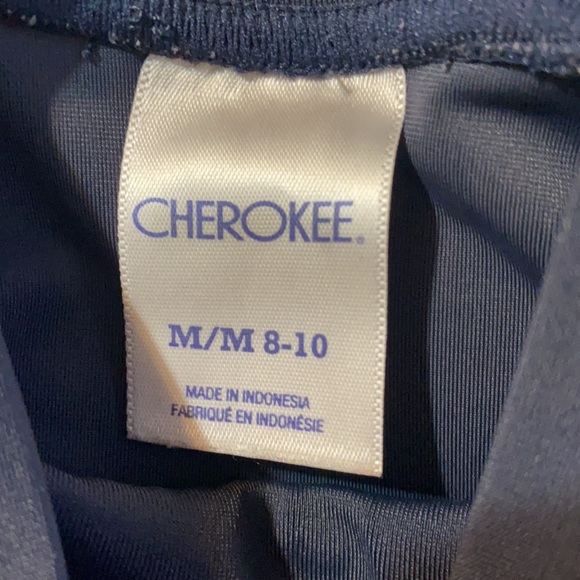 CHEROKEE®
M/M 8-10
MADE IN INDONESIA
FABRIQUÉ EN INDONÉSIE